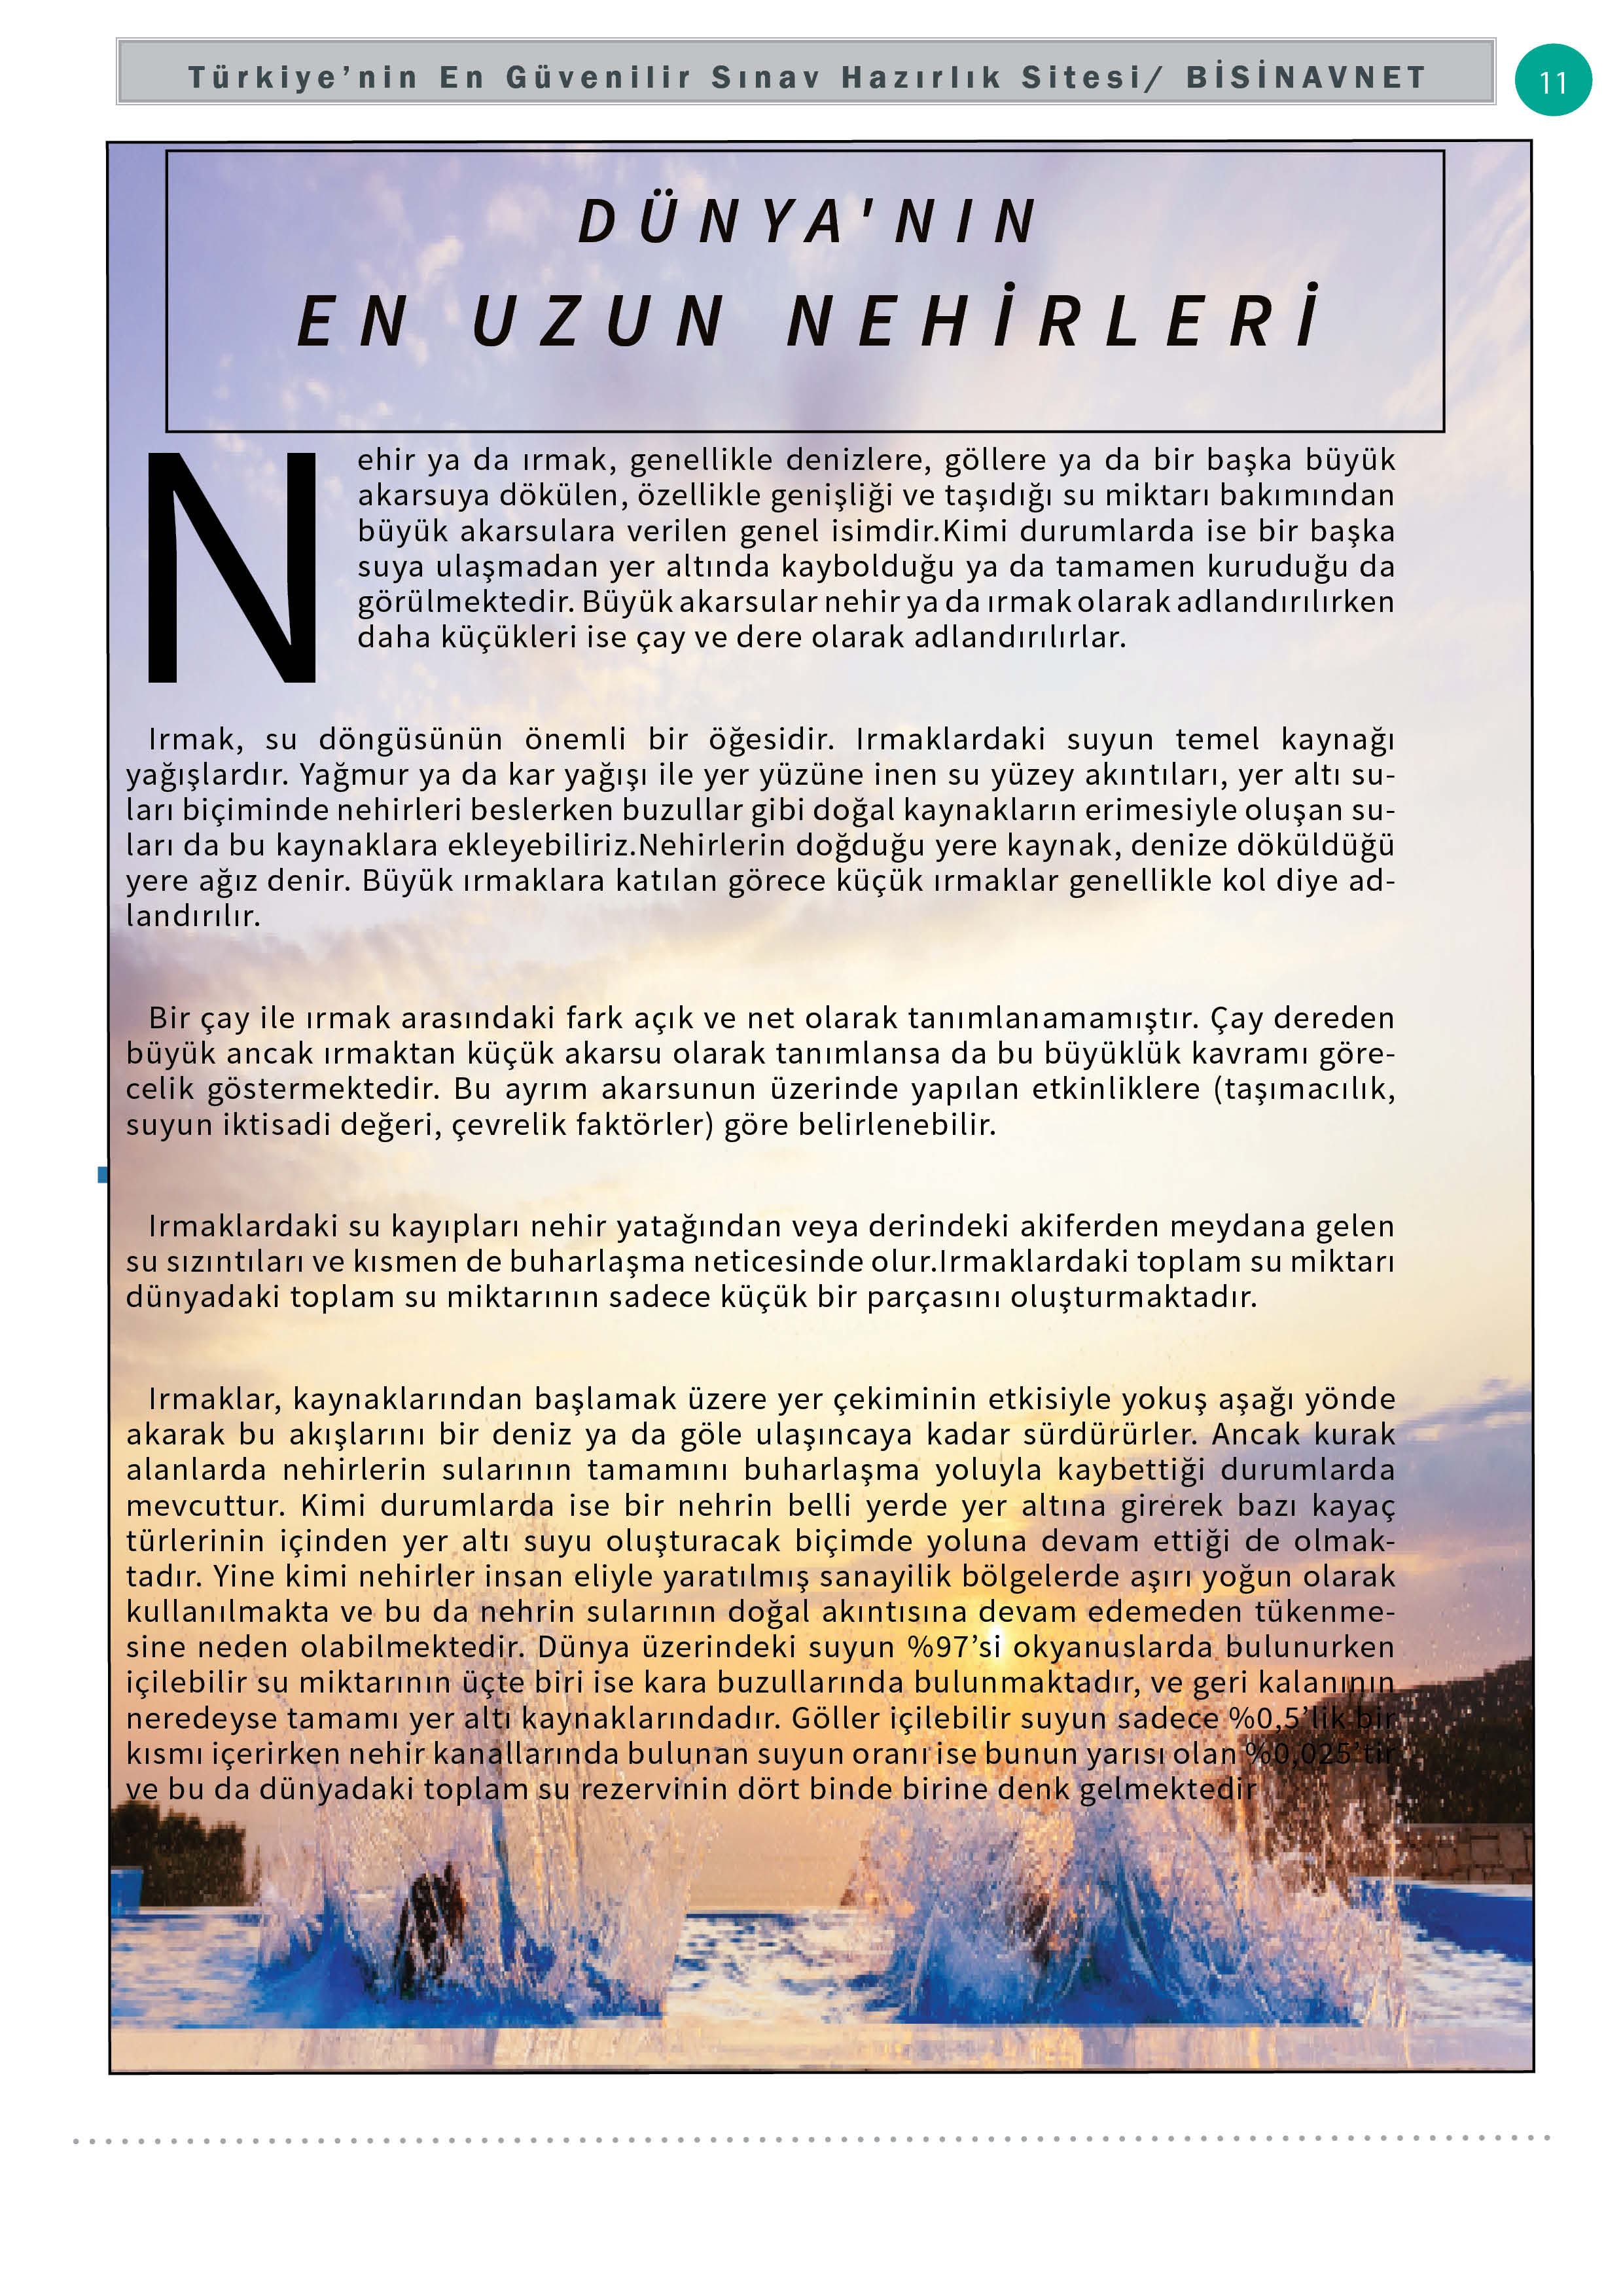 Türkiye’nin En Güvenilir Sınav Hazırlık Sitesi/ BİSİNAVNET
11
DÜNYA'NIN
EN UZUN NEHİRLERİ
Nehir ya da ırmak, genellikle denizlere, göllere ya da bir başka büyük
akarsuya dökülen, özellikle genişliği ve taşıdığı su miktarı bakımından
büyük akarsulara verilen genel isimdir.Kimi durumlarda ise bir başka
suya ulaşmadan yer altında kaybolduğu ya da tamamen kuruduğu da
görülmektedir. Büyük akarsular nehir ya da ırmak olarak adlandırılırken
daha küçükleri ise çay ve dere olarak adlandırılırlar.
Irmak, su döngüsünün önemli bir öğesidir. Irmaklardaki suyun temel kaynağı
yağışlardır. Yağmur ya da kar yağışı ile yer yüzüne inen su yüzey akıntıları, yer altı su-
ları biçiminde nehirleri beslerken buzullar gibi doğal kaynakların erimesiyle oluşan su-
ları da bu kaynaklara ekleyebiliriz.Nehirlerin doğduğu yere kaynak, denize döküldüğü
yere ağız denir. Büyük ırmaklara katılan görece küçük ırmaklar genellikle kol diye ad-
landırılır.
Bir çay ile ırmak arasındaki fark açık ve net olarak tanımlanamamıştır. Çay dereden
büyük ancak ırmaktan küçük akarsu olarak tanımlansa da bu büyüklük kavramı göre-
celik göstermektedir. Bu ayrım akarsunun üzerinde yapılan etkinliklere (taşımacılık,
suyun iktisadi değeri, çevrelik faktörler) göre belirlenebilir.
Irmaklardaki su kayıpları nehir yatağından veya derindeki akiferden meydana gelen
su sızıntıları ve kısmen de buharlaşma neticesinde olur.Irmaklardaki toplam su miktarı
dünyadaki toplam su miktarının sadece küçük bir parçasını oluşturmaktadır.
Irmaklar, kaynaklarından başlamak üzere yer çekiminin etkisiyle yokuş aşağı yönde
akarak bu akışlarını bir deniz ya da göle ulaşıncaya kadar sürdürürler. Ancak kurak
alanlarda nehirlerin sularının tamamını buharlaşma yoluyla kaybettiği durumlarda
mevcuttur. Kimi durumlarda ise bir nehrin belli yerde yer altına girerek bazı kayaç
türlerinin içinden yer altı suyu oluşturacak biçimde yoluna devam ettiği de olmak-
tadır. Yine kimi nehirler insan eliyle yaratılmış sanayilik bölgelerde aşırı yoğun olarak
kullanılmakta ve bu da nehrin sularının doğal akıntısına devam edemeden tükenme-
sine neden olabilmektedir. Dünya üzerindeki suyun %97’si okyanuslarda bulunurken
içilebilir su miktarının üçte biri ise kara buzullarında bulunmaktadır, ve geri kalanının
neredeyse tamamı yer altı kaynaklarındadır. Göller içilebilir suyun sadece %0,5’lik bir
kısmı içerirken nehir kanallarında bulunan suyun oranı ise bunun yarısı olan %0,025’tir
ve bu da dünyadaki toplam su rezervinin dört binde birine denk gelmektedir